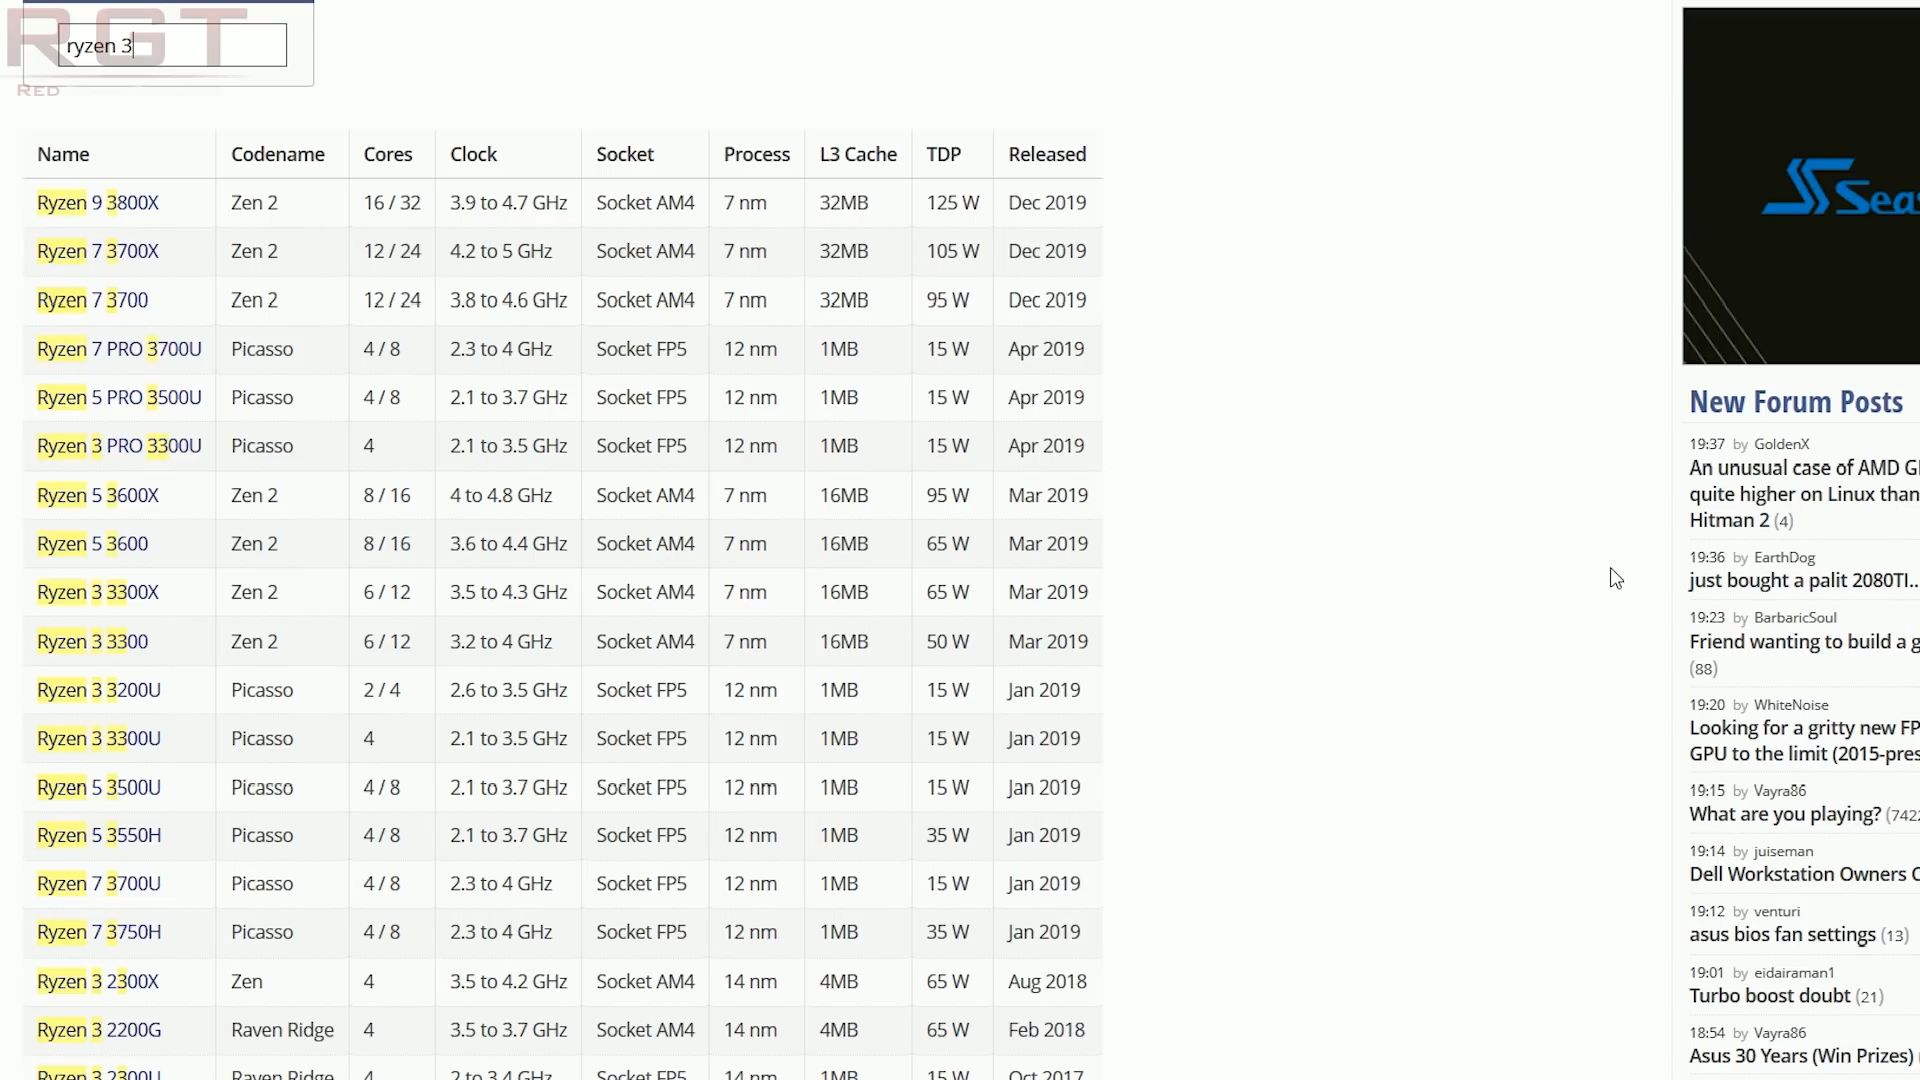 RGT
RED
ryzen 3
Name Codename Cores Clock Socket Process L3 Cache TDP Released
Ryzen 9 3800X Zen 2 16 / 32 3.9 to 4.7 GHz Socket AM4 7 nm 32MB 125 W Dec 2019
Ryzen 7 3700X Zen 2 12 / 24 4.2 to 5 GHz Socket AM4 7 nm 32MB 105 W Dec 2019
Ryzen 7 3700 Zen 2 12 / 24 3.8 to 4.6 GHz Socket AM4 7 nm 32MB 95 W Dec 2019
Ryzen 7 PRO 3700U Picasso 4 / 8 2.3 to 4 GHz Socket FP5 12 nm 1MB 15 W Apr 2019
Ryzen 5 PRO 3500U Picasso 4 / 8 2.1 to 3.7 GHz Socket FP5 12 nm 1MB 15 W Apr 2019
Ryzen 3 PRO 3300U Picasso 4 2.1 to 3.5 GHz Socket FP5 12 nm 1MB 15 W Apr 2019
Ryzen 5 3600X Zen 2 8 / 16 4 to 4.8 GHz Socket AM4 7 nm 16MB 95 W Mar 2019
Ryzen 5 3600 Zen 2 8 / 16 3.6 to 4.4 GHz Socket AM4 7 nm 16MB 65 W Mar 2019
Ryzen 3 3300X Zen 2 6 / 12 3.5 to 4.3 GHz Socket AM4 7 nm 16MB 65 W Mar 2019
Ryzen 3 3300 Zen 2 6 / 12 3.2 to 4 GHz Socket AM4 7 nm 16MB 50 W Mar 2019
Ryzen 3 3200U Picasso 2 / 4 2.6 to 3.5 GHz Socket FP5 12 nm 1MB 15 W Jan 2019
Ryzen 3 3300U Picasso 4 2.1 to 3.5 GHz Socket FP5 12 nm 1MB 15 W Jan 2019
Ryzen 5 3500U Picasso 4 / 8 2.1 to 3.7 GHz Socket FP5 12 nm 1MB 15 W Jan 2019
Ryzen 5 3550H Picasso 4 / 8 2.1 to 3.7 GHz Socket FP5 12 nm 1MB 35 W Jan 2019
Ryzen 7 3700U Picasso 4 / 8 2.3 to 4 GHz Socket FP5 12 nm 1MB 15 W Jan 2019
Ryzen 7 3750H Picasso 4 / 8 2.3 to 4 GHz Socket FP5 12 nm 1MB 35 W Jan 2019
Ryzen 3 2300X Zen 4 3.5 to 4.2 GHz Socket AM4 14 nm 4MB 65 W Aug 2018
Ryzen 3 2200G Raven Ridge 4 3.5 to 3.7 GHz Socket AM4 14 nm 4MB 65 W Feb 2018
Ryzen 3 2300U Raven Ridge 4 2 to 3.4 GHz Socket FP5 14 nm 1MB 15 W Oct 2017
Seas
New Forum Posts
19:37 by GoldenX
An unusual case of AMD G
quite higher on Linux than
Hitman 2 (4)
19:36 by EarthDog
just bought a palit 2080TI..
19:23 by BarbaricSoul
Friend wanting to build a g
(88)
19:20 by WhiteNoise
Looking for a gritty new FP
GPU to the limit (2015-pres
19:15 by Vayra86
What are you playing? (742
19:14 by juiseman
Dell Workstation Owners C
19:12 by venturi
asus bios fan settings (13)
19:01 by eidairaman1
Turbo boost doubt (21)
18:54 by Vayra86
Asus 30 Years (Win Prizes)